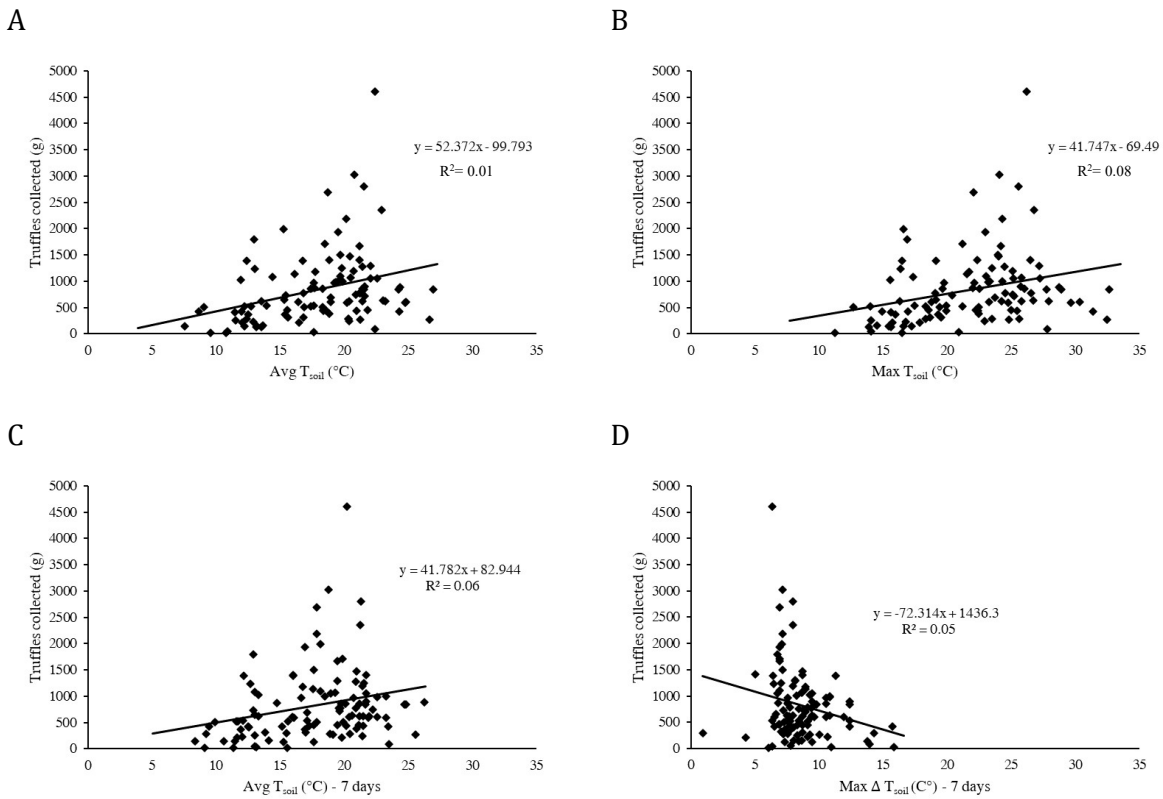 A
Truffles collected (g)
5000
4500
4000
3500
3000
2500
2000
1500
1000
500
0
0 5 10 15 20 25 30 35
Avg Tsoil (°C)
y = 52.372x - 99.793
R²= 0.01
B
Truffles collected (g)
5000
4500
4000
3500
3000
2500
2000
1500
1000
500
0
0 5 10 15 20 25 30 35
Max Tsoil (°C)
y = 41.747x - 69.49
R²= 0.08
C
Truffles collected (g)
5000
4500
4000
3500
3000
2500
2000
1500
1000
500
0
0 5 10 15 20 25 30 35
Avg Tsoil (°C) - 7 days
y = 41.782x + 82.944
R² = 0.06
D
Truffles collected (g)
5000
4500
4000
3500
3000
2500
2000
1500
1000
500
0
0 5 10 15 20 25 30 35
Max Δ Tsoil (C°) - 7 days
y = -72.314x + 1436.3
R² = 0.05